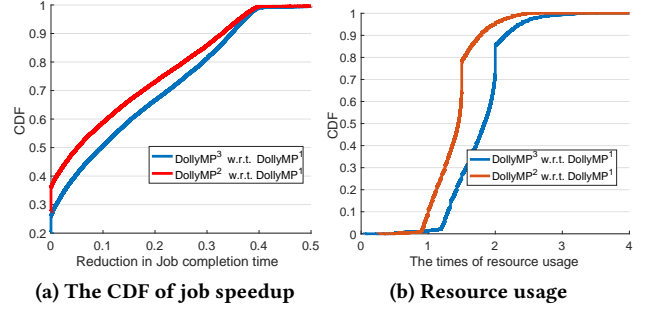 1
0.9
0.8
0.7
0.6
0.5
0.4
0.3
0.2
CDF
DollyMP³ w.r.t. DollyMP¹
DollyMP² w.r.t. DollyMP¹
0 0.1 0.2 0.3 0.4 0.5
Reduction in Job completion time
(a) The CDF of job speedup
1
0.9
0.8
0.7
0.6
0.5
0.4
0.3
0.2
0.1
0
CDF
DollyMP³ w.r.t. DollyMP¹
DollyMP² w.r.t. DollyMP¹
0 1 2 3 4
The times of resource usage
(b) Resource usage